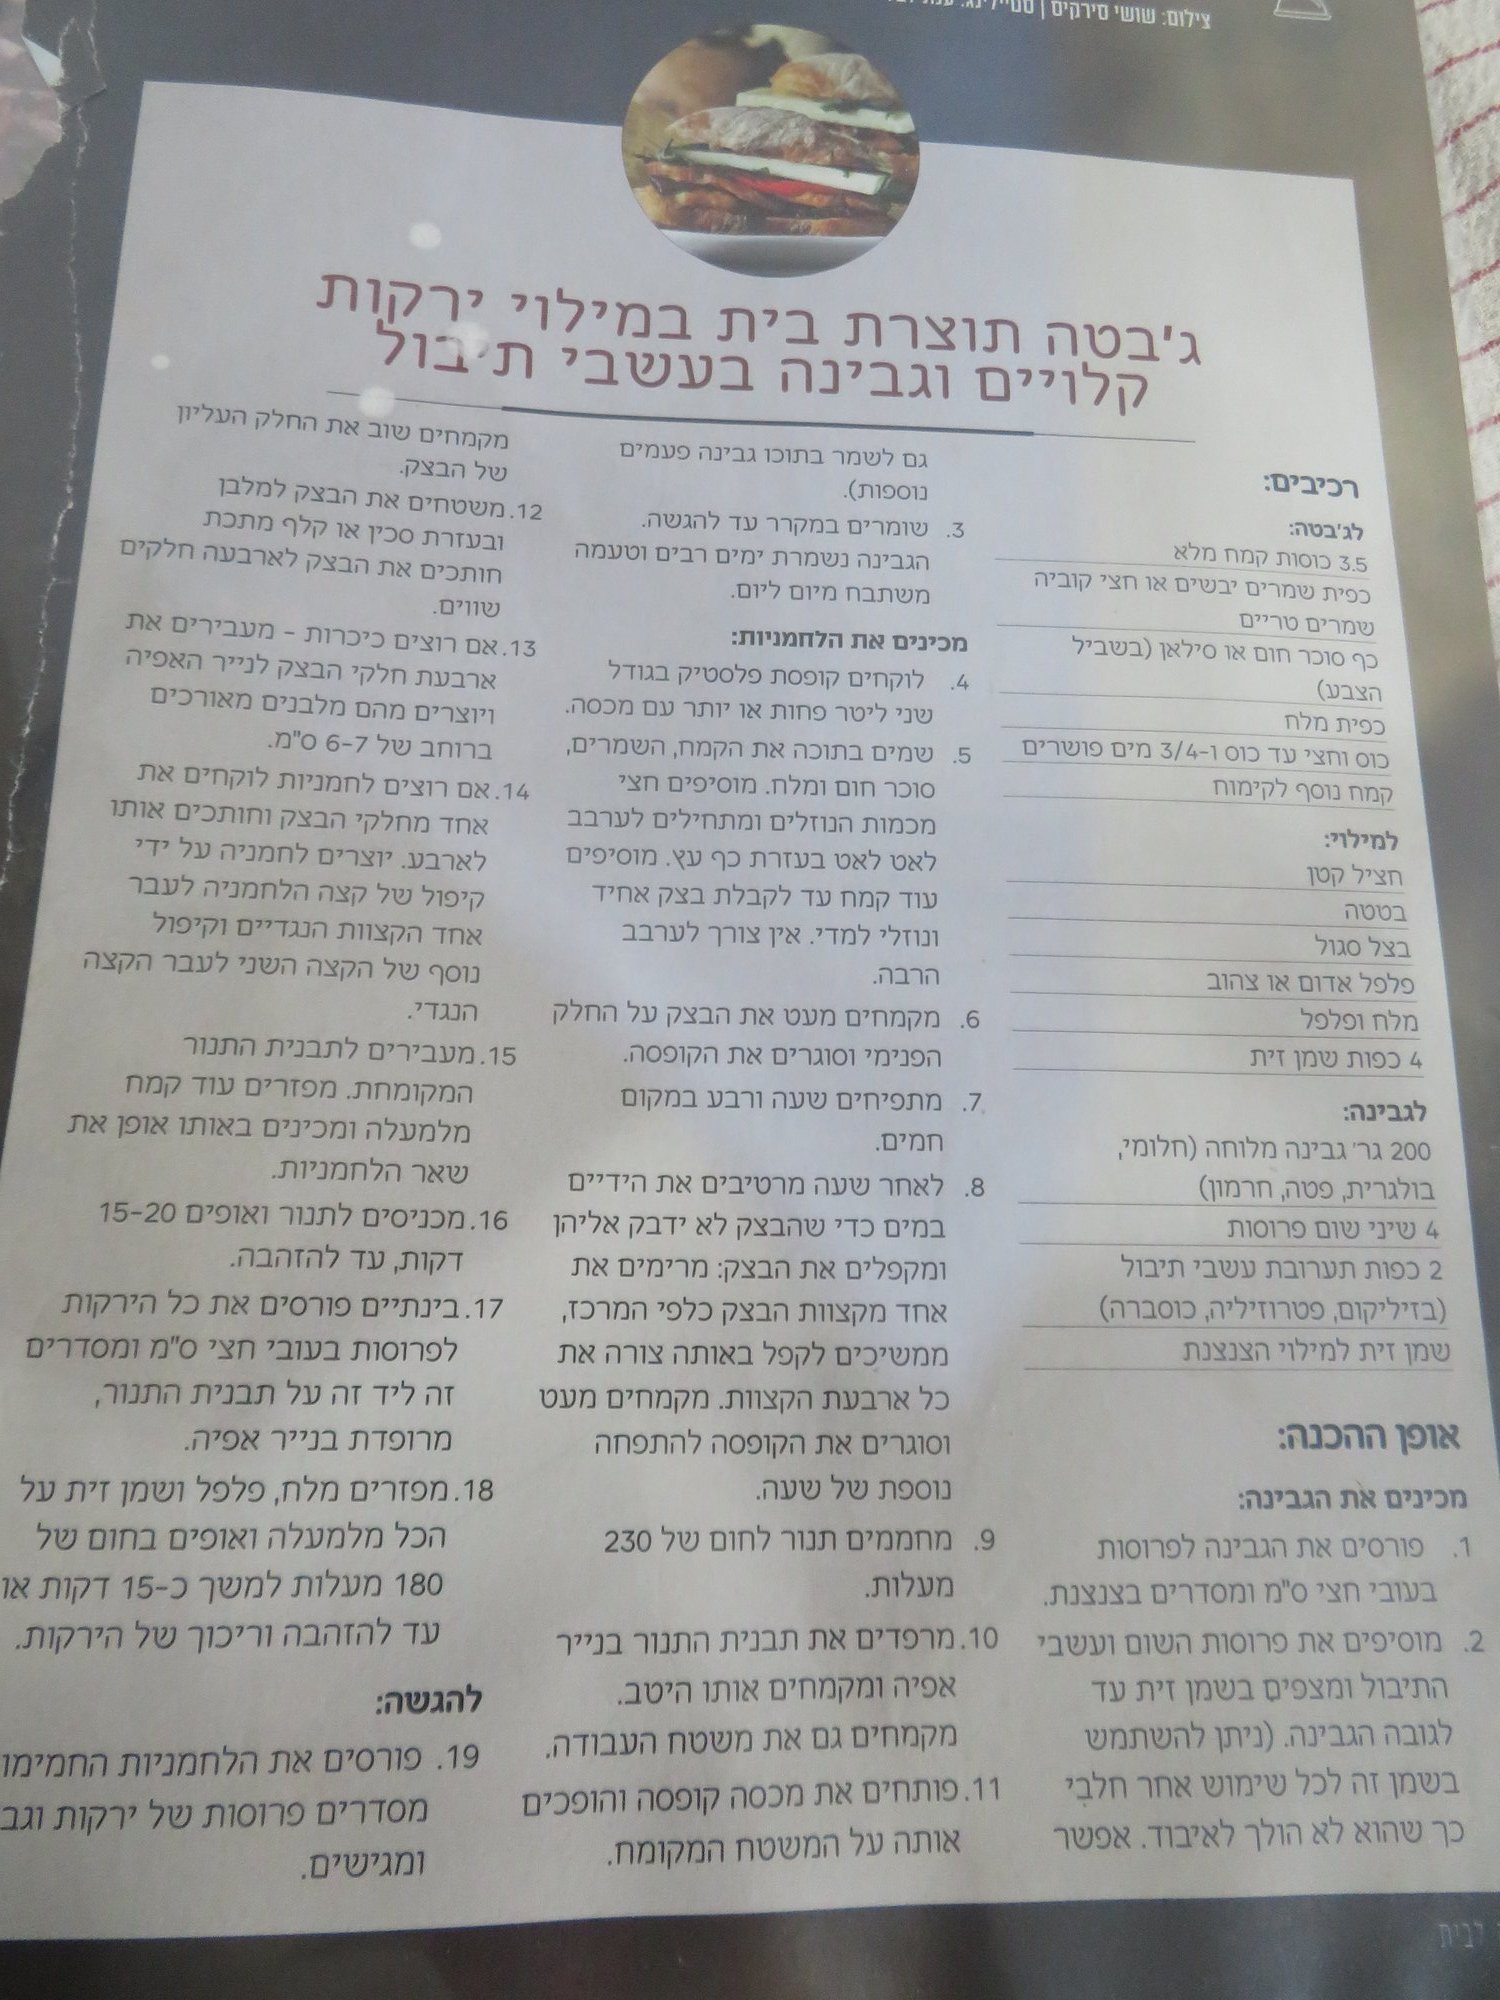 צילום: שושי סירקיס | סטיילינג:
ג'בטה תוצרת בית במילוי ירקות
קלויים וגבינה בעשבי תיבול
רכיבים:
לג'בטה:
3.5 כוסות קמח מלא
כפית שמרים יבשים או חצי קוביה
שמרים טריים
כף סוכר חום או סילאן (בשביל
הצבע)
כפית מלח
כוס וחצי עד כוס ו-3/4 מים פושרים
קמח נוסף לקימוח
למילוי:
חציל קטן
בטטה
בצל סגול
פלפל אדום או צהוב
מלח ופלפל
4 כפות שמן זית
לגבינה:
200 גר' גבינה מלוחה (חלומי,
בולגרית, פטה, חרמון)
4 שיני שום פרוסות
2 כפות תערובת עשבי תיבול
(בזיליקום, פטרוזיליה, כוסברה)
שמן זית למילוי הצנצנת
אופן ההכנה:
מכינים את הגבינה:
1. פורסים את הגבינה לפרוסות
בעובי חצי ס"מ ומסדרים בצנצנת.
2. מוסיפים את פרוסות השום ועשבי
התיבול ומצפים בשמן זית עד
לגובה הגבינה. (ניתן להשתמש
בשמן זה לכל שימוש אחר חלבי
כך שהוא לא הולך לאיבוד. אפשר
גם לשמר בתוכו גבינה פעמים
נוספות).
3. שומרים במקרר עד להגשה.
הגבינה נשמרת ימים רבים וטעמה
משתבח מיום ליום.
מכינים את הלחמניות:
4. לוקחים קופסת פלסטיק בגודל
שני ליטר פחות או יותר עם מכסה.
5. שמים בתוכה את הקמח, השמרים,
סוכר חום ומלח. מוסיפים חצי
מכמות הנוזלים ומתחילים לערבב
לאט לאט בעזרת כף עץ. מוסיפים
עוד קמח עד לקבלת בצק אחיד
ונוזלי למדי. אין צורך לערבב
הרבה.
6. מקמחים מעט את הבצק על החלק
הפנימי וסוגרים את הקופסה.
7. מתפיחים שעה ורבע במקום
חמים.
8. לאחר שעה מרטיבים את הידיים
במים כדי שהבצק לא ידבק אליהן
ומקפלים את הבצק: מרימים את
אחד מקצוות הבצק כלפי המרכז,
ממשיכים לקפל באותה צורה את
כל ארבעת הקצוות. מקמחים מעט
וסוגרים את הקופסה להתפחה
נוספת של שעה.
9. מחממים תנור לחום של 230
מעלות.
10. מרפדים את תבנית התנור בנייר
אפיה ומקמחים אותו היטב.
מקמחים גם את משטח העבודה.
11. פותחים את מכסה קופסה והופכים
אותה על המשטח המקומח.
מקמחים שוב את החלק העליון
של הבצק.
12. משטחים את הבצק למלבן
ובעזרת סכין או קלף מתכת
חותכים את הבצק לארבעה חלקים
שווים.
13. אם רוצים כיכרות – מעבירים את
ארבעת חלקי הבצק לנייר האפיה
ויוצרים מהם מלבנים מאורכים
ברוחב של 6-7 ס"מ.
14. אם רוצים לחמניות לוקחים את
אחד מחלקי הבצק וחותכים אותו
לארבע. יוצרים לחמניה על ידי
קיפול של קצה הלחמניה לעבר
אחד הקצוות הנגדיים וקיפול
נוסף של הקצה השני לעבר הקצה
הנגדי.
15. מעבירים לתבנית התנור
המקומחת. מפזרים עוד קמח
מלמעלה ומכינים באותו אופן את
שאר הלחמניות.
16. מכניסים לתנור ואופים 15-20
דקות, עד להזהבה.
17. בינתיים פורסים את כל הירקות
לפרוסות בעובי חצי ס"מ ומסדרים
זה ליד זה על תבנית התנור,
מרופדת בנייר אפיה.
18. מפזרים מלח, פלפל ושמן זית על
הכל מלמעלה ואופים בחום של
180 מעלות למשך כ-15 דקות או
עד להזהבה וריכוך של הירקות.
להגשה:
19. פורסים את הלחמניות החמימו
מסדרים פרוסות של ירקות וגב
ומגישים.